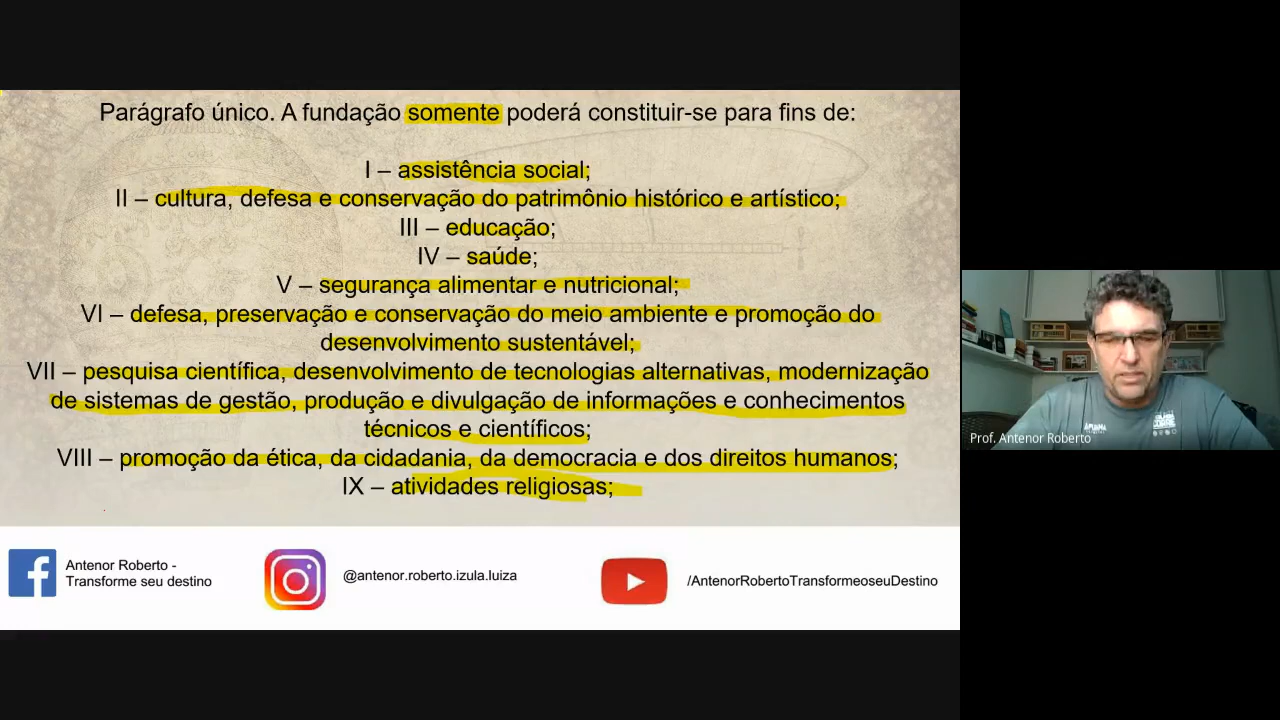 Parágrafo único. A fundação somente poderá constituir-se para fins de:
I – assistência social;
II – cultura, defesa e conservação do patrimônio histórico e artístico;
III – educação;
IV – saúde;
V – segurança alimentar e nutricional;
VI – defesa, preservação e conservação do meio ambiente e promoção do
desenvolvimento sustentável;
VII – pesquisa científica, desenvolvimento de tecnologias alternativas, modernização
de sistemas de gestão, produção e divulgação de informações e conhecimentos
técnicos e científicos;
VIII – promoção da ética, da cidadania, da democracia e dos direitos humanos;
IX – atividades religiosas;
Antenor Roberto -
Transforme seu destino
@antenor.roberto.izula.luiza
/AntenorRobertoTransformeoseuDestino
Prof. Antenor Roberto